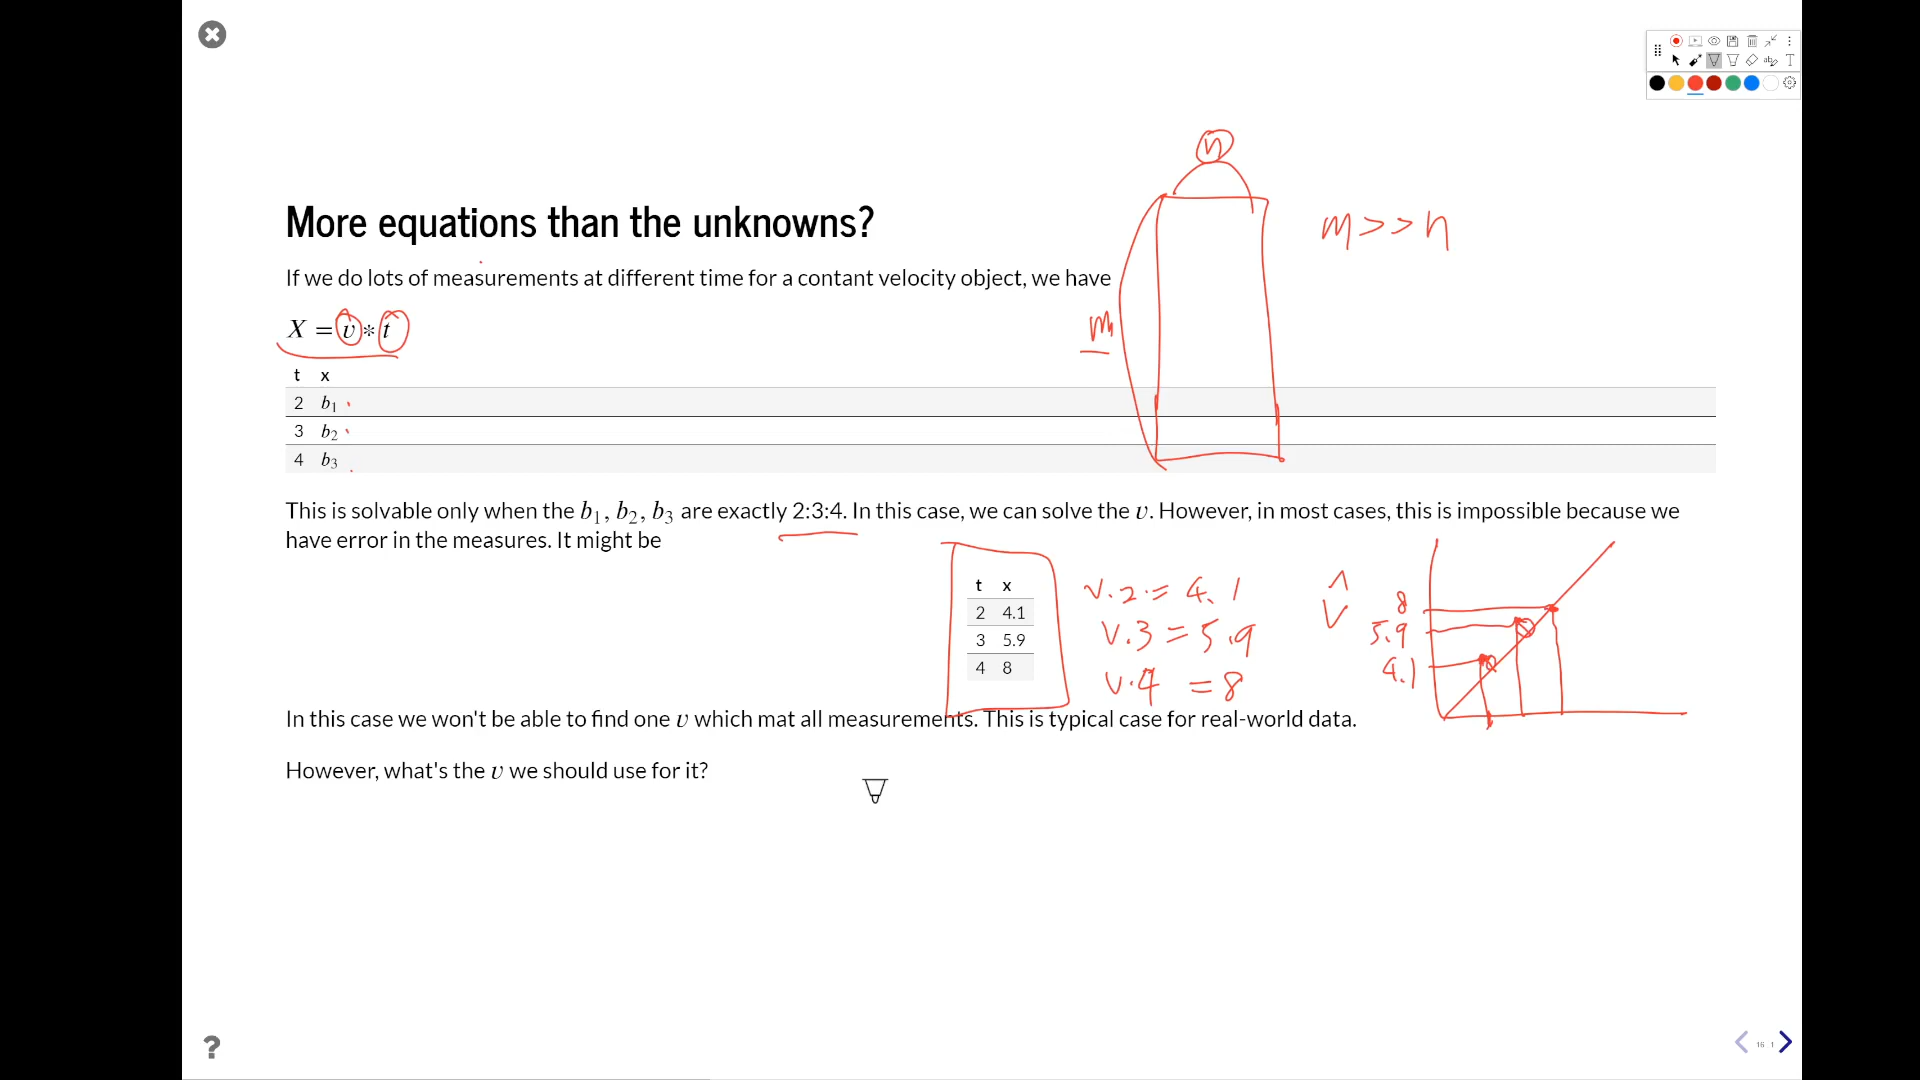 n
More equations than the unknowns?
m>>n
If we do lots of measurements at different time for a contant velocity object, we have
X = v * t
m
t x
2 b₁
3 b₂
4 b₃
This is solvable only when the b₁, b₂, b₃ are exactly 2:3:4. In this case, we can solve the v. However, in most cases, this is impossible because we
have error in the measures. It might be
t x
2 4.1
3 5.9
4 8
v.2 = 4.1
v.3 = 5.9
v.4 = 8
v̂
8
5.9
4.1
In this case we won't be able to find one v which mat all measurements. This is typical case for real-world data.
However, what's the v we should use for it?
?
16 1